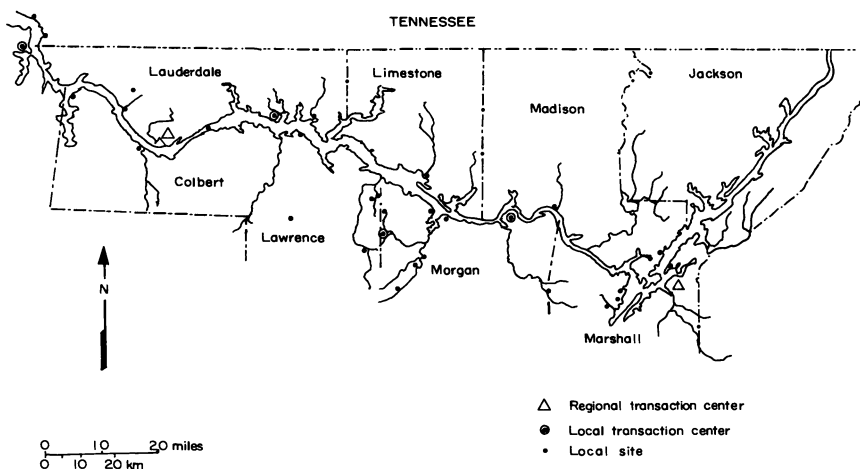 TENNESSEE
Lauderdale
Limestone
Jackson
Madison
Colbert
Lawrence
Morgan
N
Marshall
Regional transaction center
Local transaction center
Local site
0 10 20 miles
0 10 20 km